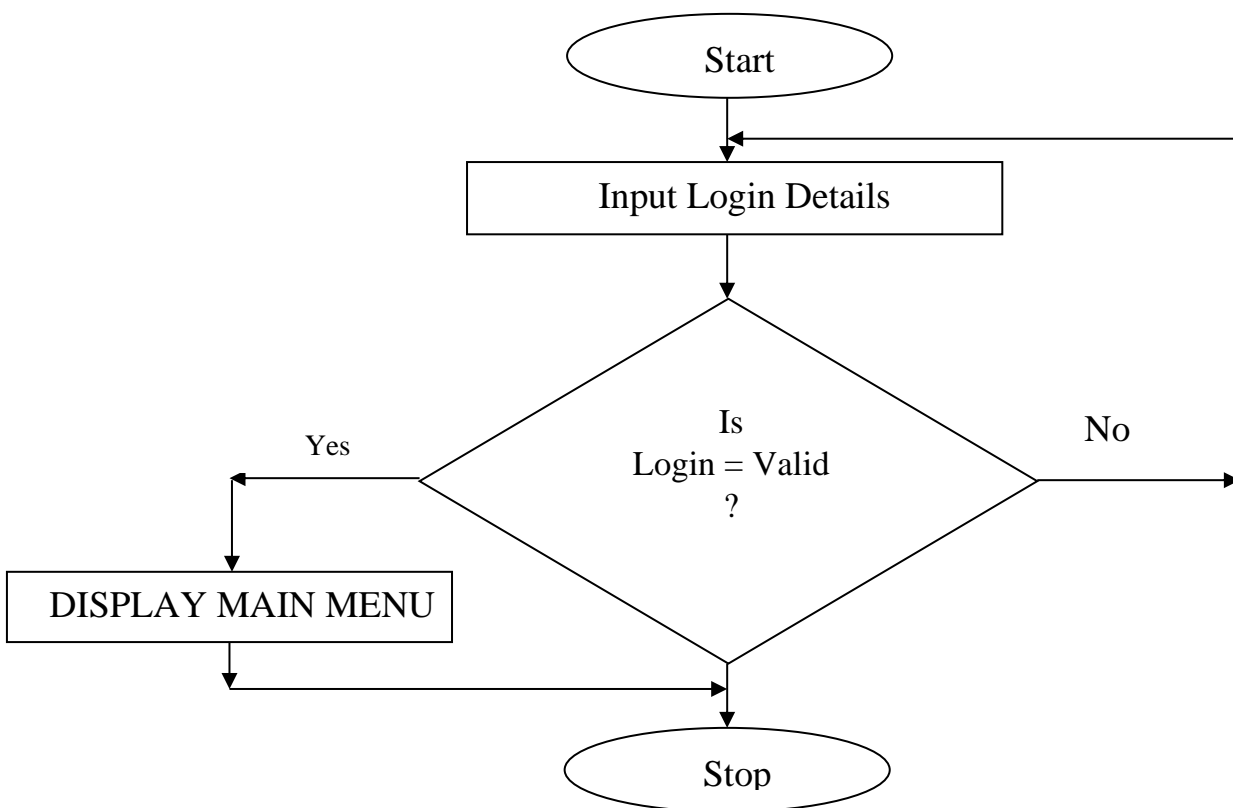 Start
Input Login Details
Is
Login = Valid
?
Yes
No
DISPLAY MAIN MENU
Stop